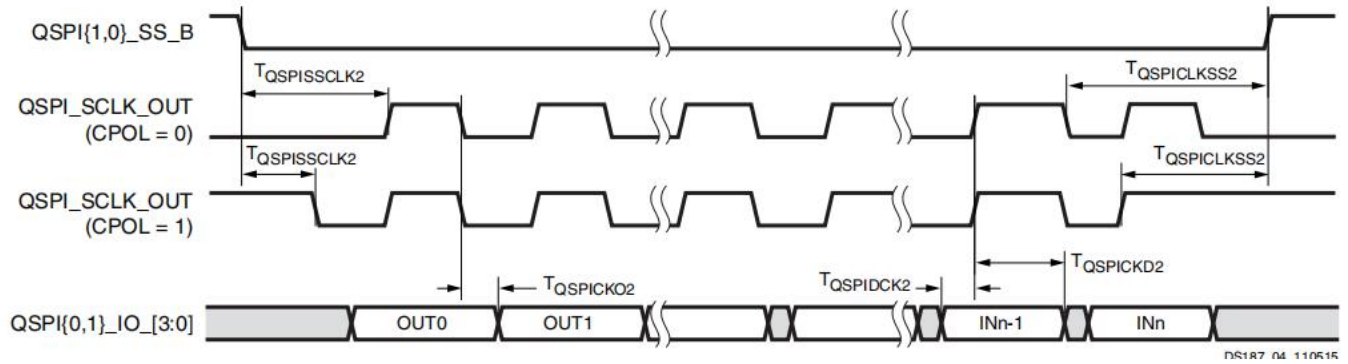 QSPI{1,0}_SS_B
TQSPISSCLK2
TQSPICLKSS2
QSPI_SCLK_OUT
(CPOL = 0)
TQSPISSCLK2
TQSPICLKSS2
QSPI_SCLK_OUT
(CPOL = 1)
TQSPICKD2
TQSPICKO2
TQSPIDCK2
QSPI{0,1}_IO_[3:0]
OUT0
OUT1
INn-1
INn
DS187_04_110515